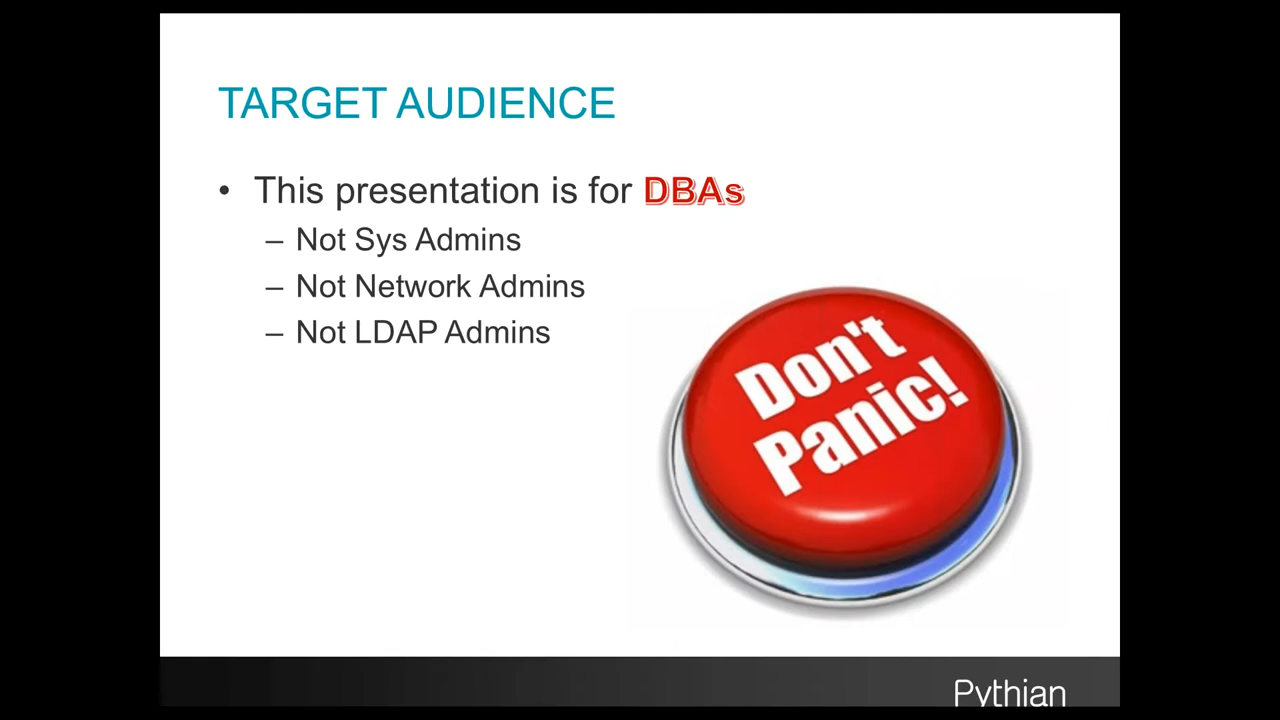 TARGET AUDIENCE
• This presentation is for DBAs
– Not Sys Admins
– Not Network Admins
– Not LDAP Admins
Don't
Panic!
Pythian